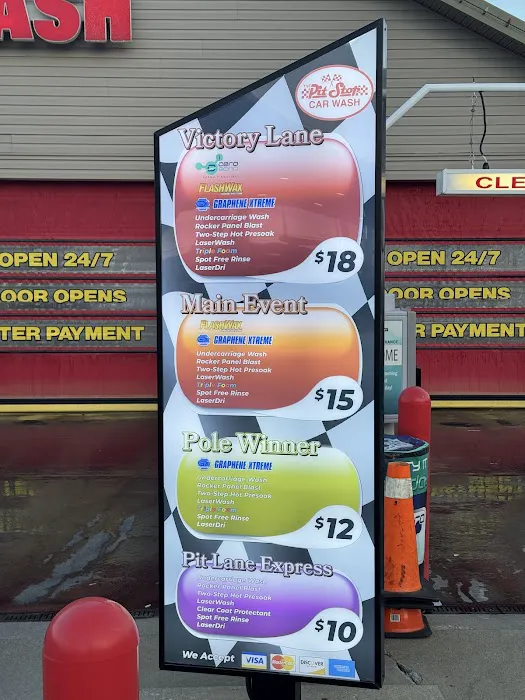 ASH
Pit Stop
CAR WASH
Victory Lane
FLASHWAX
GRAPHENE XTREME
Undercarriage Wash
Rocker Panel Blast
Two-Step Hot Presoak
LaserWash
Triple Foam
Spot Free Rinse
LaserDri
$18
Main Event
FLASHWAX
GRAPHENE XTREME
Undercarriage Wash
Rocker Panel Blast
Two-Step Hot Presoak
LaserWash
Triple Foam
Spot Free Rinse
LaserDri
$15
Pole Winner
GRAPHENE XTREME
Undercarriage Wash
Rocker Panel Blast
Two-Step Hot Presoak
LaserWash
Triple Foam
Spot Free Rinse
LaserDri
$12
Pit Lane Express
Undercarriage Wash
Rocker Panel Blast
Two-Step Hot Presoak
LaserWash
Clear Coat Protectant
Spot Free Rinse
LaserDri
$10
We Accept VISA MasterCard DISCOVER
OPEN 24/7
OOR OPENS
TER PAYMENT
CLE
OPEN 24/7
OOR OPENS
R PAYMENT
OME